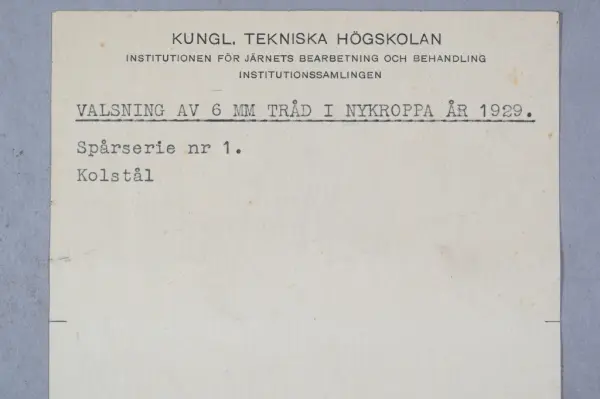 KUNGL. TEKNISKA HÖGSKOLAN
INSTITUTIONEN FÖR JÄRNETS BEARBETNING OCH BEHANDLING
INSTITUTIONSSAMLINGEN
VALSNING AV 6 MM TRÅD I NYKROPPA ÅR 1929.
Spårserie nr 1.
Kolstål